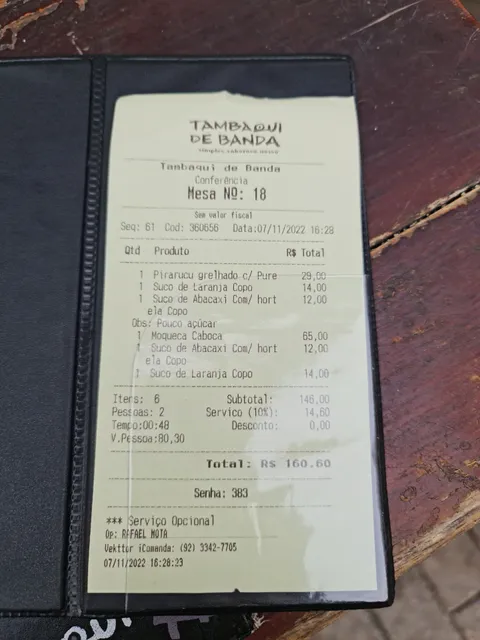 TAMBAQUI
DE BANDA
simples, saboroso, nosso
Tambaqui de Banda
Conferência
Mesa Nº: 18
Sem valor fiscal
Seq: 61 Cod: 360656 Data:07/11/2022 16:28
Qtd Produto R$ Total
1 Pirarucu grelhado c/ Pure 29,00
1 Suco de Laranja Copo 14,00
1 Suco de Abacaxi Com/ hort 12,00
ela Copo
Obs: Pouco açúcar
1 Moqueca Caboca 65,00
1 Suco de Abacaxi Com/ hort 12,00
ela Copo
1 Suco de Laranja Copo 14,00
Itens: 6 Subtotal: 146,00
Pessoas: 2 Servico (10%): 14,60
Tempo:00:48 Desconto: 0,00
V.Pessoa:80,30
Total: R$ 160.60
Senha: 383
*** Serviço Opcional
Op: RAFAEL MOTA
Vekttor iComanda: (92) 3342-7705
07/11/2022 16:28:23